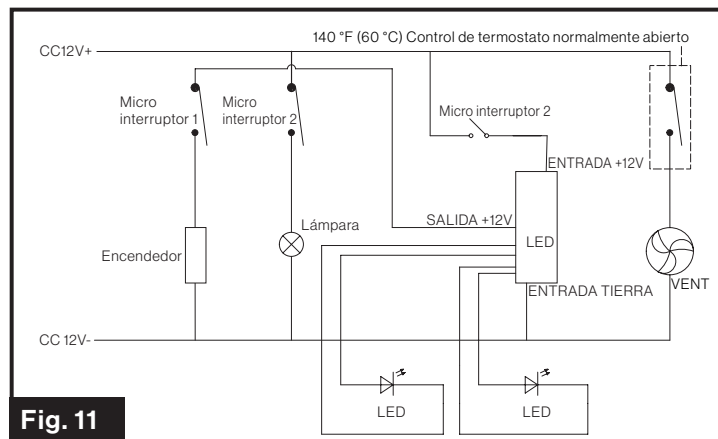 140 °F (60 °C) Control de termostato normalmente abierto
CC12V+
Micro
interruptor 1
Micro
interruptor 2
Micro interruptor 2
ENTRADA +12V
SALIDA +12V
LED
Lámpara
Encendedor
VENT
ENTRADA TIERRA
CC 12V-
LED
LED
Fig. 11